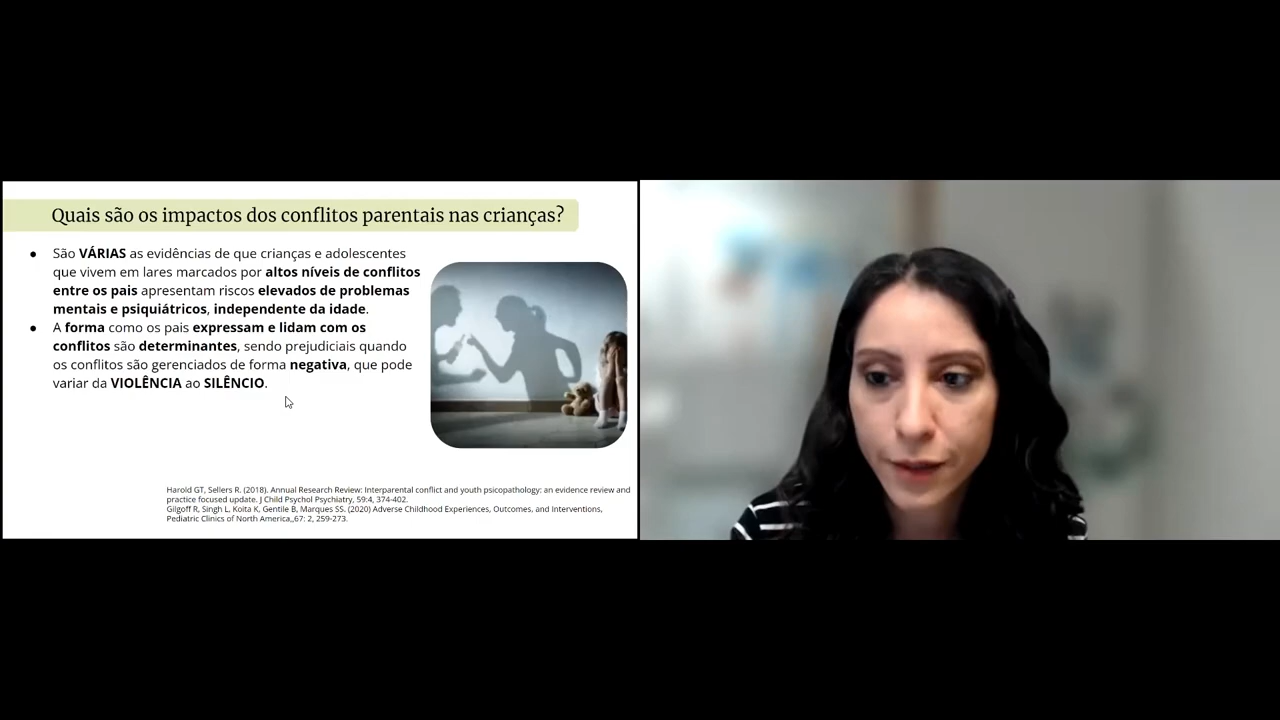 Quais são os impactos dos conflitos parentais nas crianças?
● São VÁRIAS as evidências de que crianças e adolescentes
que vivem em lares marcados por altos níveis de conflitos
entre os pais apresentam riscos elevados de problemas
mentais e psiquiátricos, independente da idade.
● A forma como os pais expressam e lidam com os
conflitos são determinantes, sendo prejudiciais quando
os conflitos são gerenciados de forma negativa, que pode
variar da VIOLÊNCIA ao SILÊNCIO.
Harold GT, Sellers R. (2018). Annual Research Review: Interparental conflict and youth psicopathology: an evidence review and
practice focused update. J Child Psychol Psychiatry, 59:4, 374-402.
Gilgoff R, Singh L, Koita K, Gentile B, Marques SS. (2020) Adverse Childhood Experiences, Outcomes, and Interventions,
Pediatric Clinics of North America,,67: 2, 259-273.